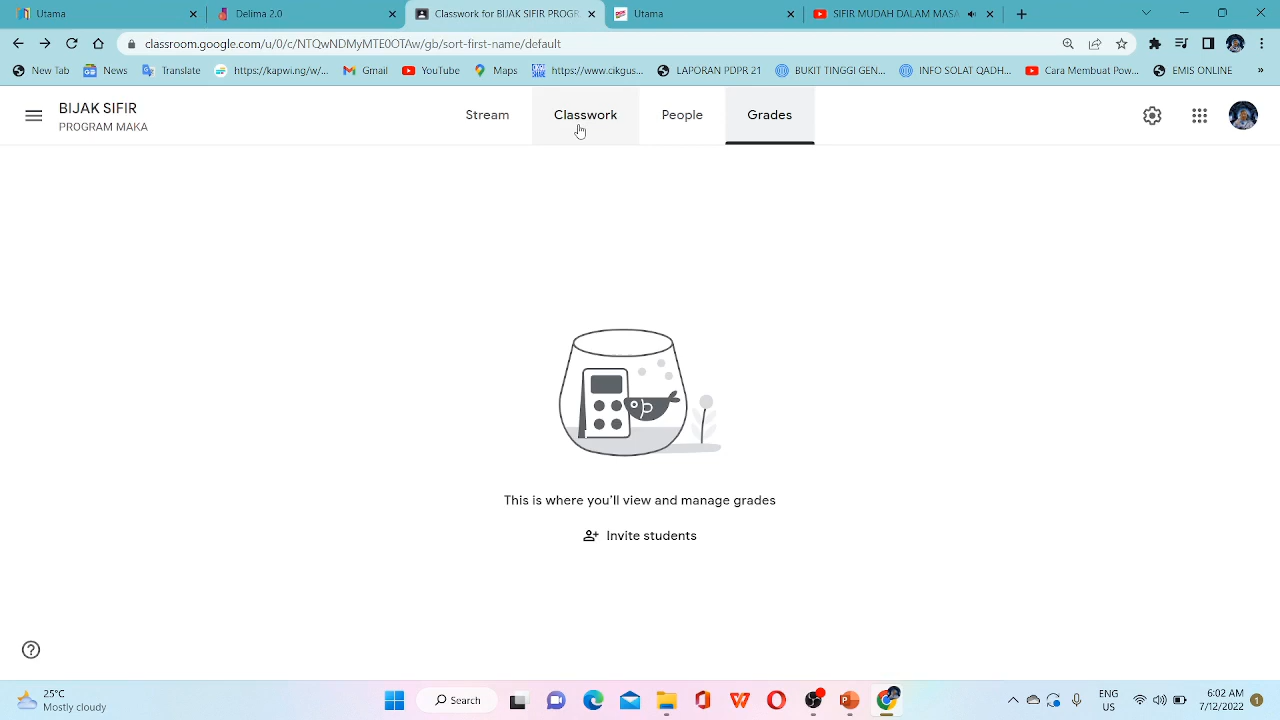 Utama
Delima 2.0
Classwork for BIJAK SIFIR PROGR
Utama
SIFIR MUDAH DALAM MASA
classroom.google.com/u/0/c/NTQwNDMyMTE0OTAw/gb/sort-first-name/default
New Tab
News
Translate
https://kapwing/w/...
Gmail
YouTube
Maps
https://www.cikgus...
LAPORAN PDPR 21
BUKIT TINGGI GEN...
INFO SOLAT QADH...
Cara Membuat Pow...
EMIS ONLINE
»
BIJAK SIFIR
PROGRAM MAKA
Stream
Classwork
People
Grades
This is where you'll view and manage grades
Invite students
25°C
Mostly cloudy
Search
ENG
US
6:06 AM
7/12/2022
1